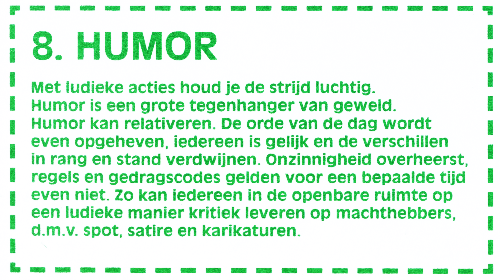 8. HUMOR
Met ludieke acties houd je de strijd luchtig.
Humor is een grote tegenhanger van geweld.
Humor kan relativeren. De orde van de dag wordt
even opgeheven, iedereen is gelijk en de verschillen
in rang en stand verdwijnen. Onzinnigheid overheerst,
regels en gedragscodes gelden voor een bepaalde tijd
even niet. Zo kan iedereen in de openbare ruimte op
een ludieke manier kritiek leveren op machthebbers,
d.m.v. spot, satire en karikaturen.